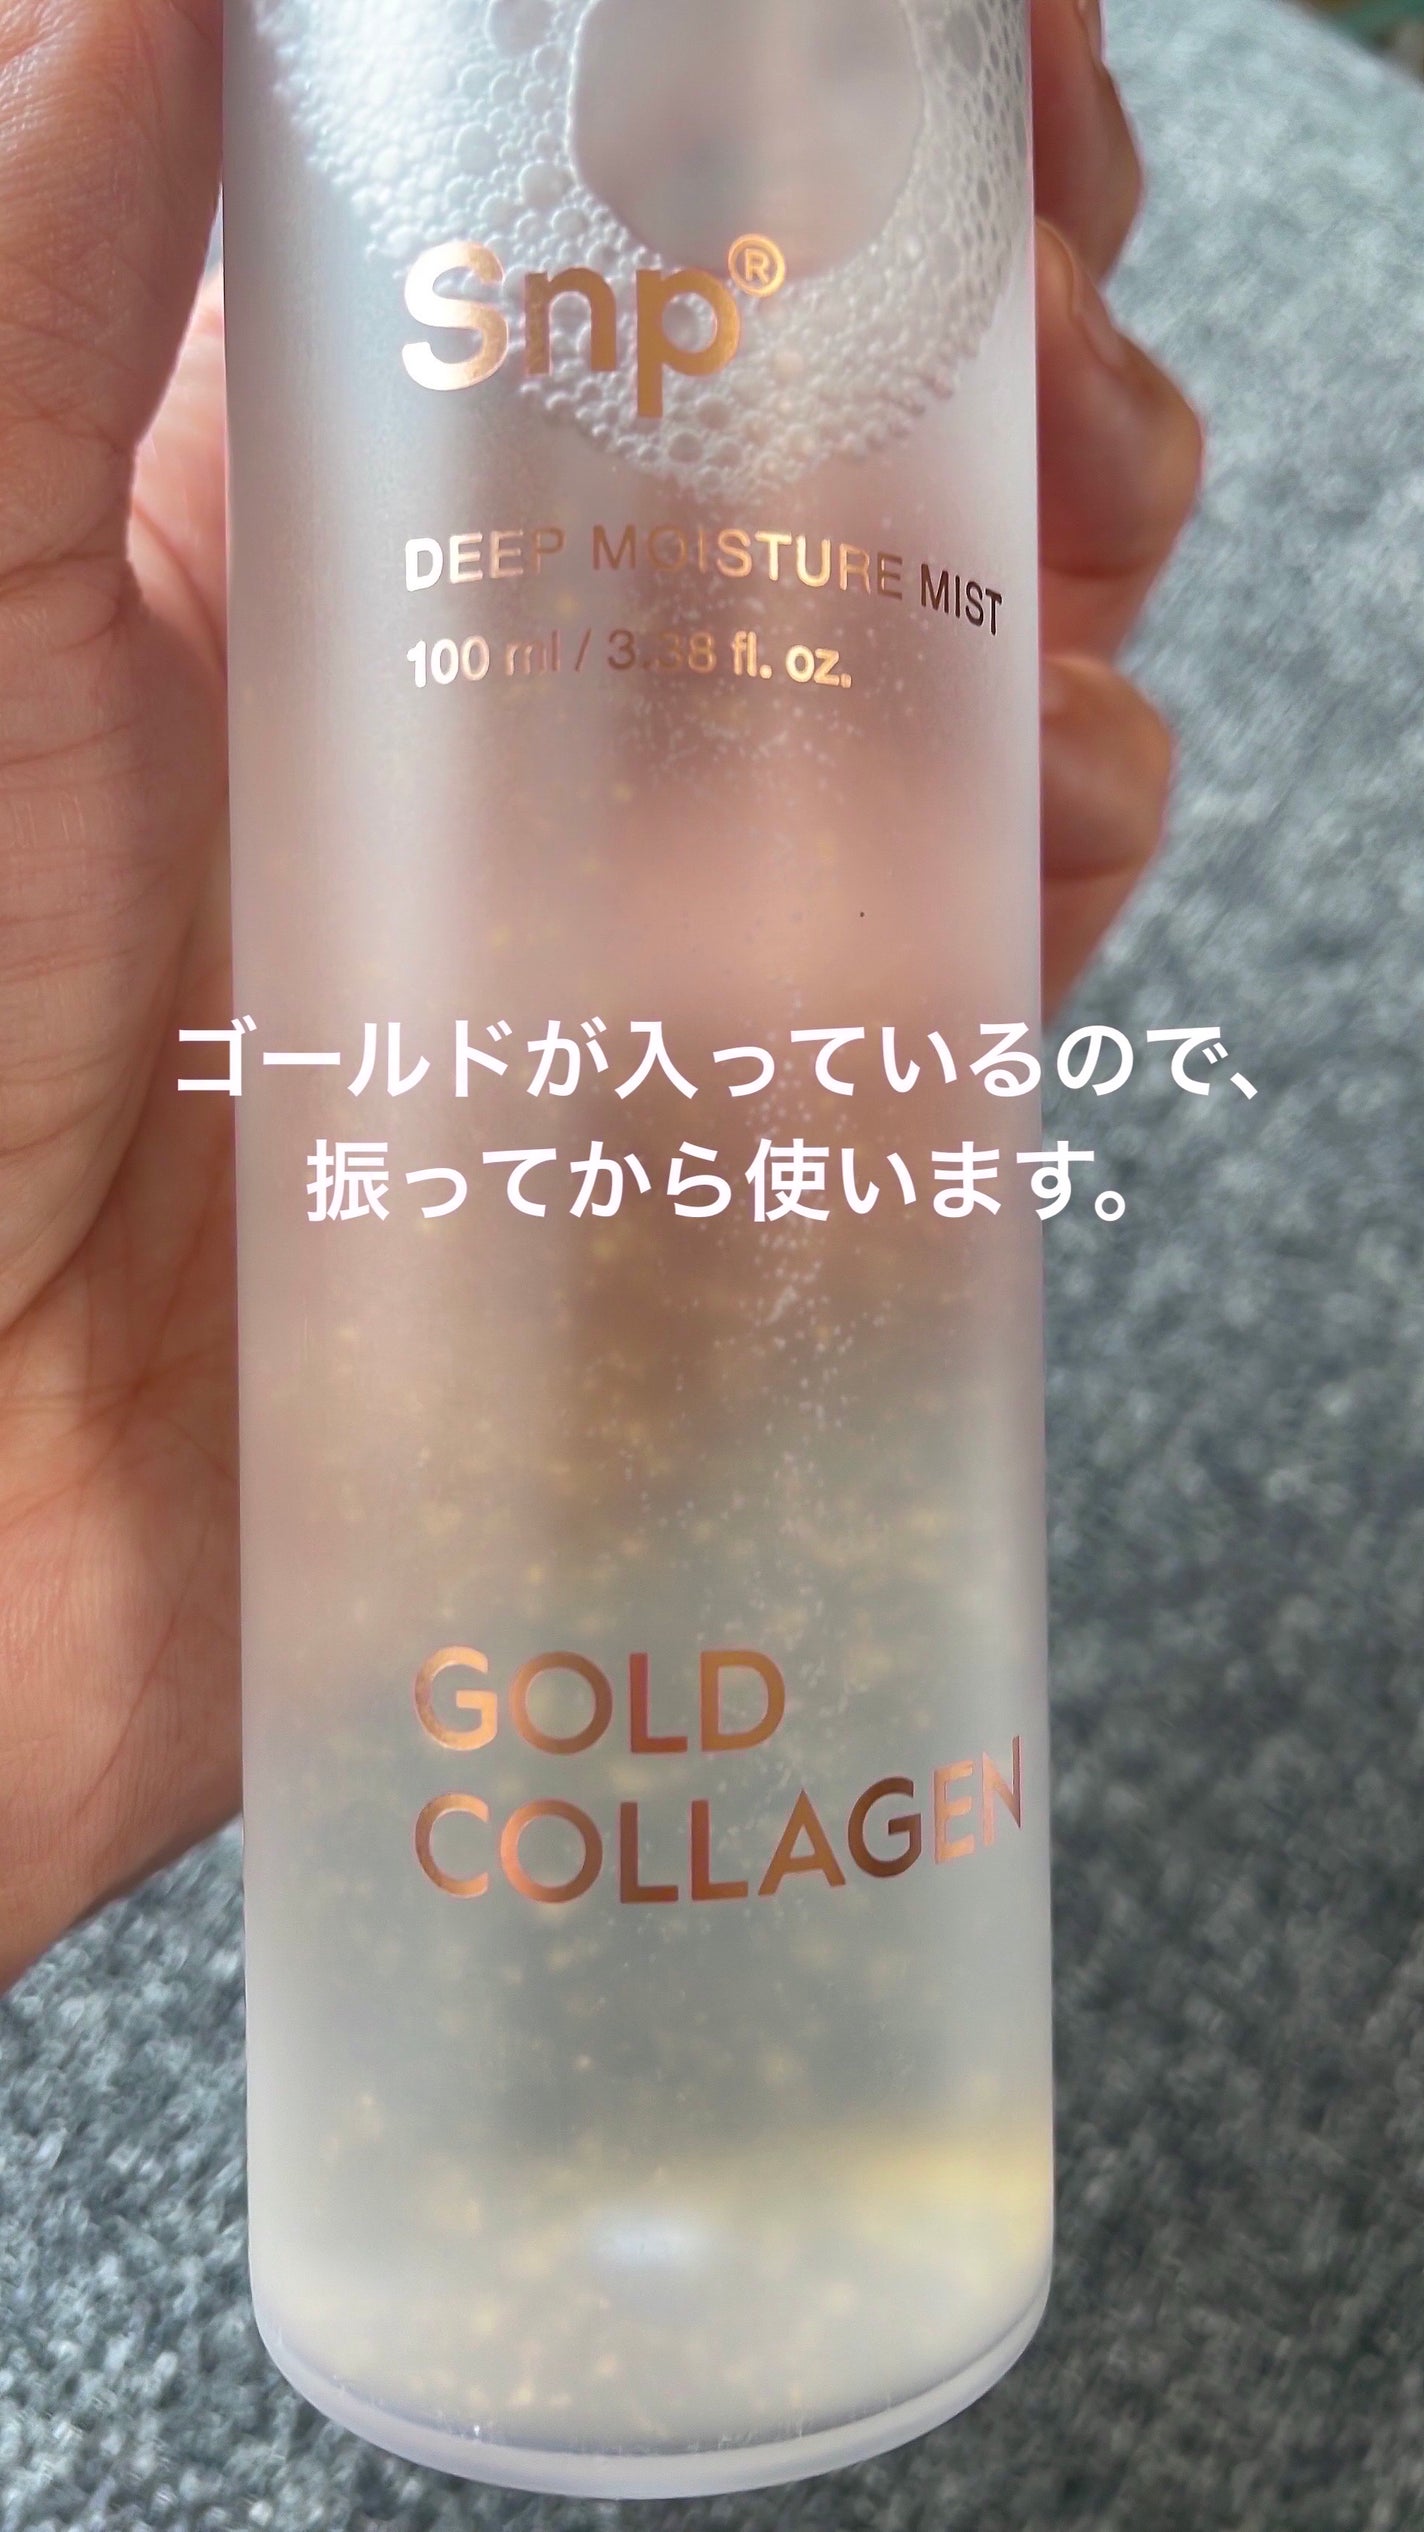 Snp®
DEEP MOISTURE MIST
100 ml / 3.38 fl. oz.
ゴールドが入っているので、
振ってから使います。
GOLD
COLLAGEN